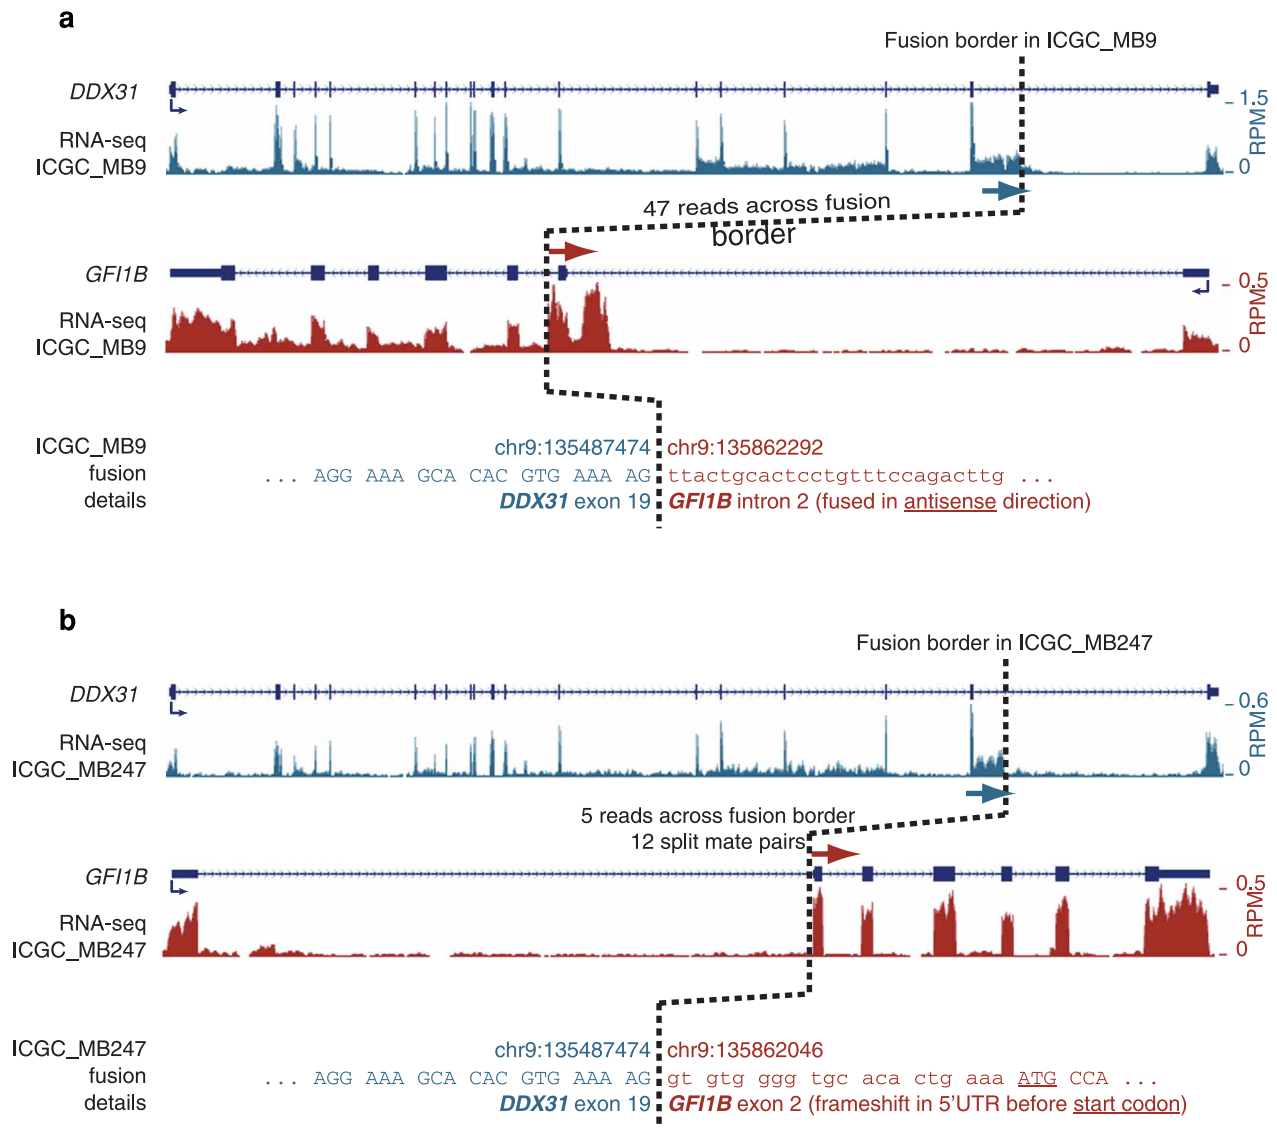 a
Fusion border in ICGC_MB9
DDX31
1.5
RPM
0
RNA-seq
ICGC_MB9
47 reads across fusion
border
GFI1B
0.5
RPM
0
RNA-seq
ICGC_MB9
ICGC_MB9 chr9:135487474 chr9:135862292
fusion ... AGG AAA GCA CAC GTG AAA AG ttactgcactcctgtttccagacttg ...
details DDX31 exon 19 GFI1B intron 2 (fused in antisense direction)
b
Fusion border in ICGC_MB247
DDX31
0.6
RPM
0
RNA-seq
ICGC_MB247
5 reads across fusion border
12 split mate pairs
GFI1B
0.5
RPM
0
RNA-seq
ICGC_MB247
ICGC_MB247 chr9:135487474 chr9:135862046
fusion ... AGG AAA GCA CAC GTG AAA AG gt gtg ggg tgc aca ctg aaa ATG CCA ...
details DDX31 exon 19 GFI1B exon 2 (frameshift in 5'UTR before start codon)